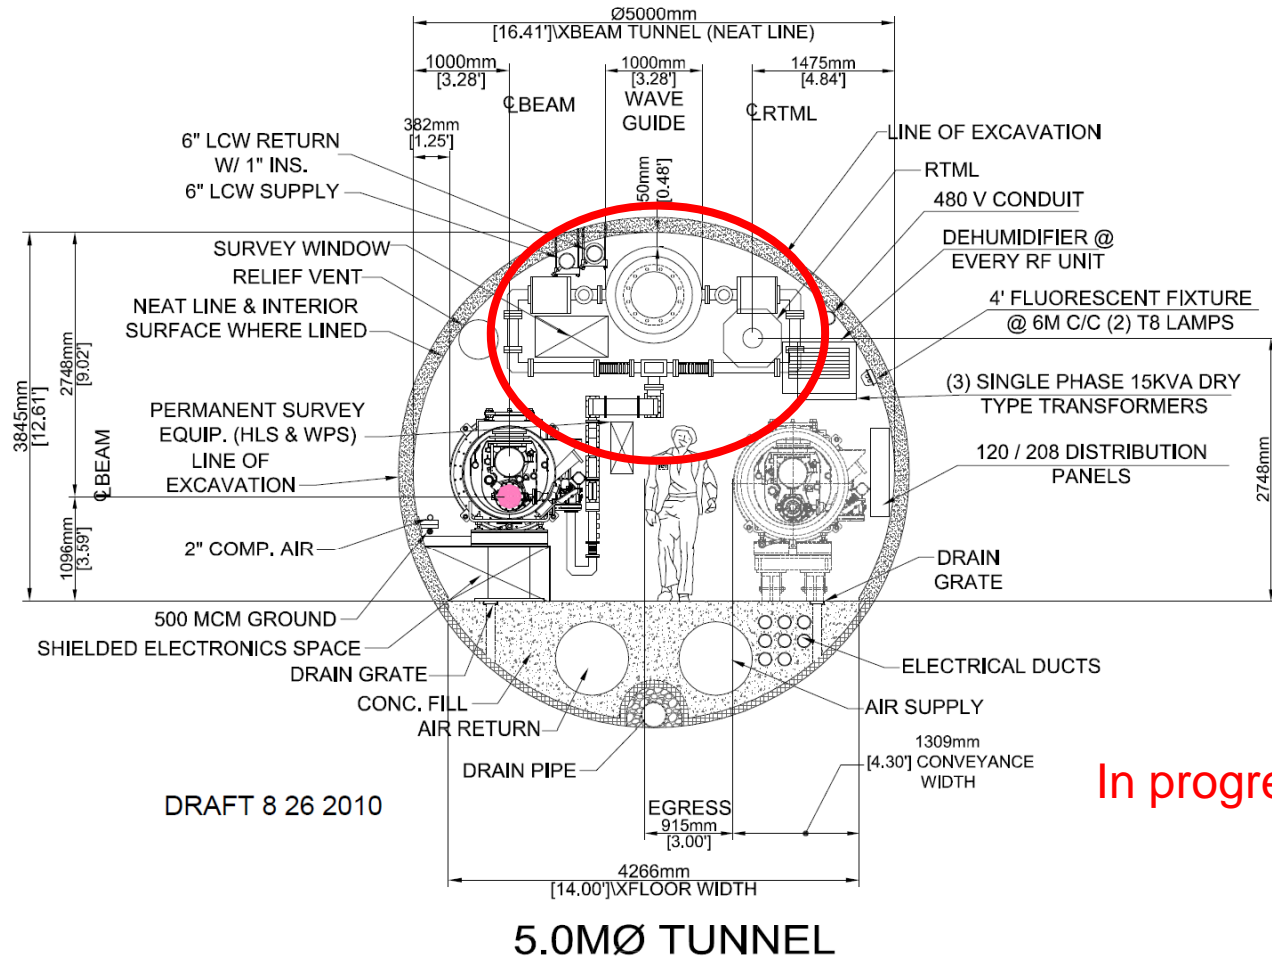 Ø5000mm
[16.41']\XBEAM TUNNEL (NEAT LINE)
1000mm
[3.28']
1000mm
[3.28']
1475mm
[4.84']
℄BEAM
WAVE
GUIDE
℄RTML
382mm
[1.25']
50mm
[0.48']
6" LCW RETURN
W/ 1" INS.
6" LCW SUPPLY
SURVEY WINDOW
RELIEF VENT
NEAT LINE & INTERIOR
SURFACE WHERE LINED
PERMANENT SURVEY
EQUIP. (HLS & WPS)
LINE OF
EXCAVATION
2" COMP. AIR
500 MCM GROUND
SHIELDED ELECTRONICS SPACE
DRAIN GRATE
CONC. FILL
AIR RETURN
DRAIN PIPE
3845mm
[12.61']
2748mm
[9.02']
℄BEAM
1096mm
[3.59']
LINE OF EXCAVATION
RTML
480 V CONDUIT
DEHUMIDIFIER @
EVERY RF UNIT
4' FLUORESCENT FIXTURE
@ 6M C/C (2) T8 LAMPS
(3) SINGLE PHASE 15KVA DRY
TYPE TRANSFORMERS
120 / 208 DISTRIBUTION
PANELS
2748mm
DRAIN
GRATE
ELECTRICAL DUCTS
AIR SUPPLY
1309mm
[4.30'] CONVEYANCE
WIDTH
EGRESS
915mm
[3.00']
4266mm
[14.00']\XFLOOR WIDTH
DRAFT 8 26 2010
In progre
5.0MØ TUNNEL